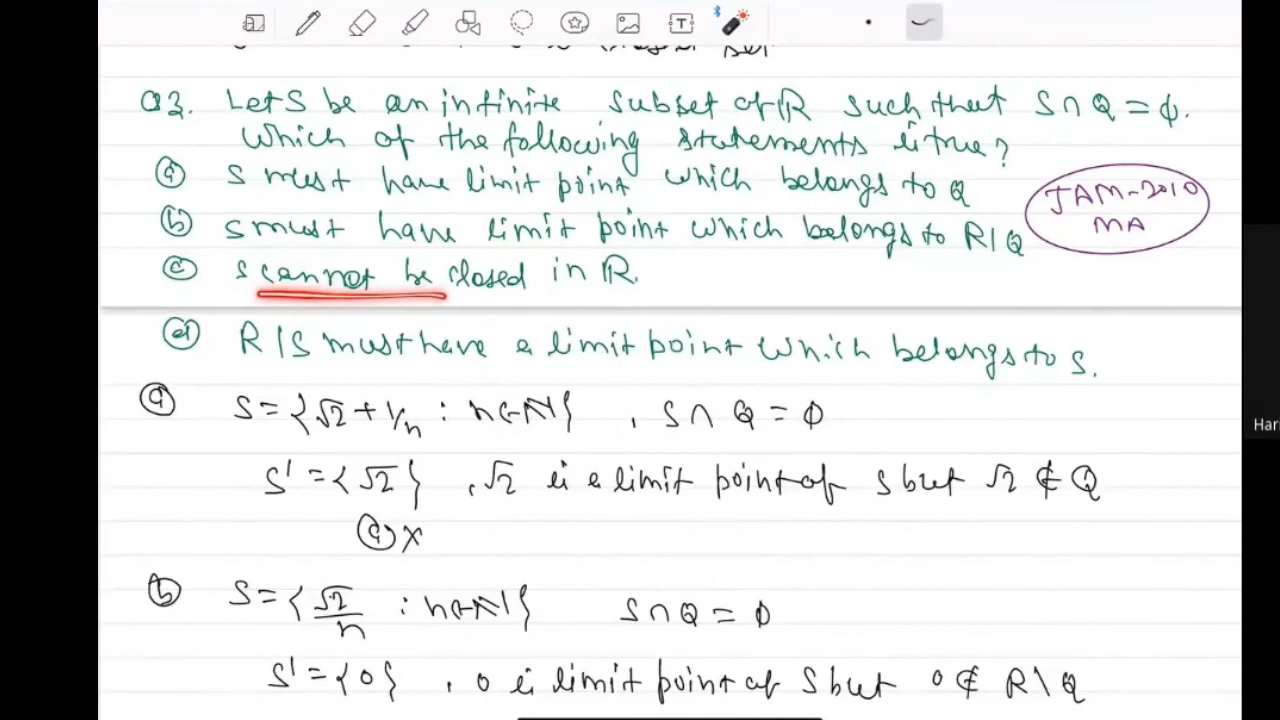 Q3. Let S be an infinite subset of ℝ such that S∩Q = ϕ.
Which of the following statements is true?
(a) S must have limit point which belongs to Q
(b) S must have limit point which belongs to R\Q
(c) S cannot be closed in ℝ.
JAM-2010
MA
(d) R\S must have a limit point which belongs to S.
(a) S = {√2 + 1/n : n∈N} , S∩Q = ϕ
S' = {√2} , √2 is a limit point of S but √2 ∉ Q
(a) ×
(b) S = {√2/n : n∈N} S∩Q = ϕ
S' = {0} , 0 is limit point of S but 0 ∉ R\Q
Har